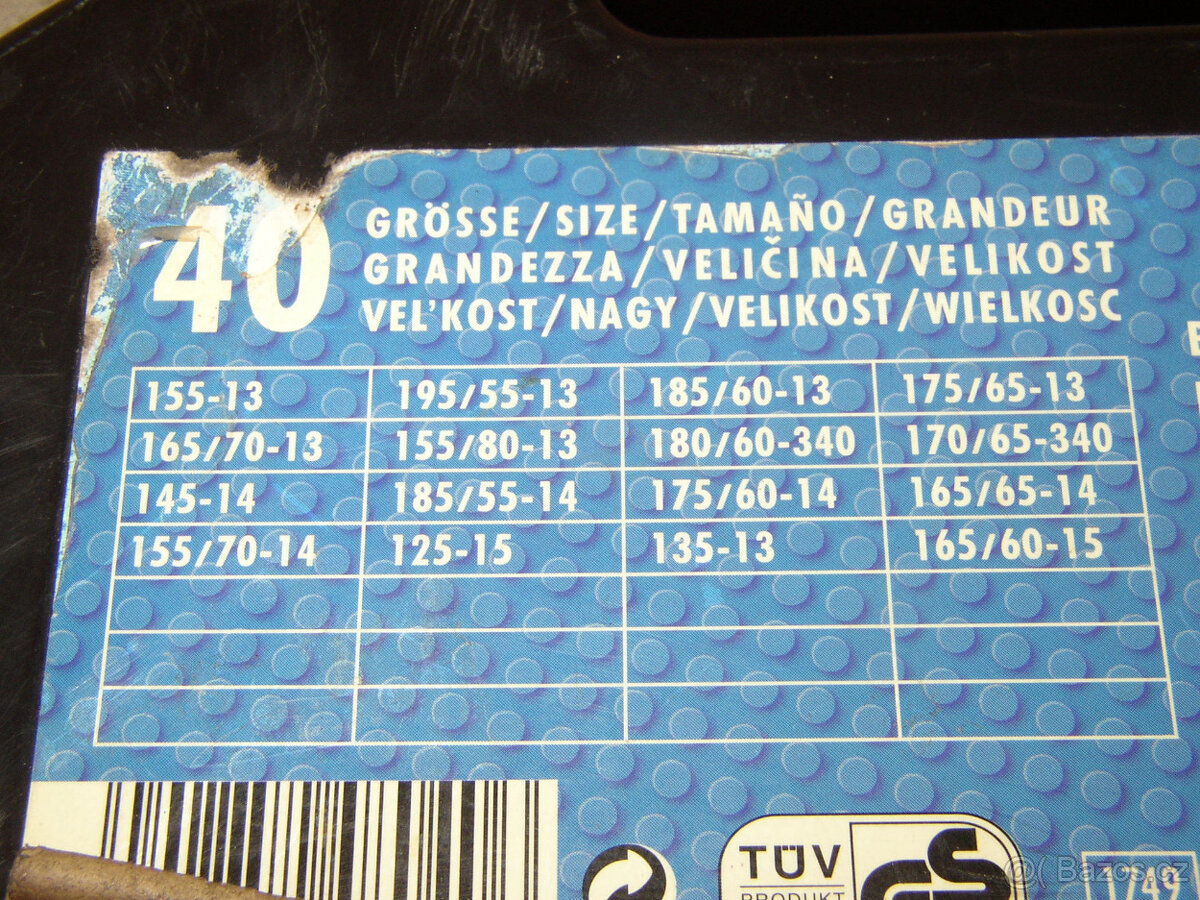 40
GRÖSSE/SIZE/TAMAÑO/GRANDEUR
GRANDEZZA/VELIČINA/VELIKOST
VEL'KOST/NAGY/VELIKOST/WIELKOSC
155-13 195/55-13 185/60-13 175/65-13
165/70-13 155/80-13 180/60-340 170/65-340
145-14 185/55-14 175/60-14 165/65-14
155/70-14 125-15 135-13 165/60-15
TÜV
PRODUKT
GS
1/49
@ Bazos.cz